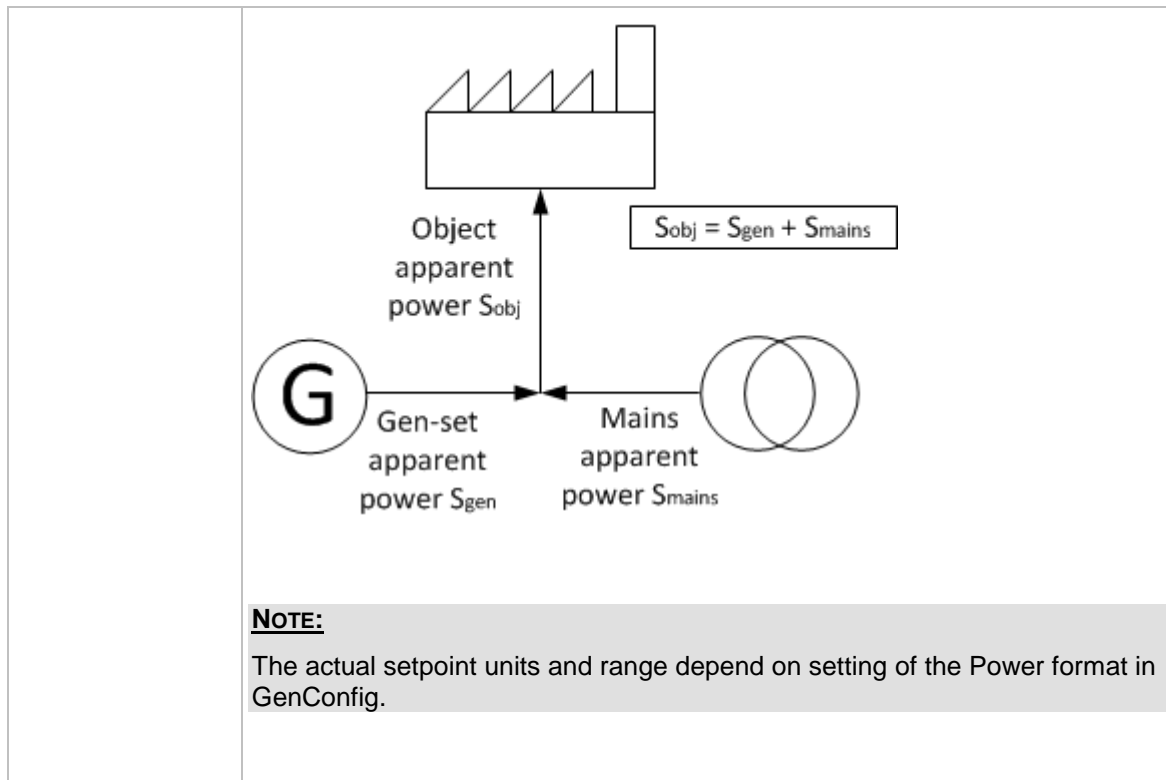 Object
apparent
power Sobj
Sobj = Sgen + Smains
G
Gen-set
apparent
power Sgen
Mains
apparent
power Smains
NOTE:
The actual setpoint units and range depend on setting of the Power format in
GenConfig.